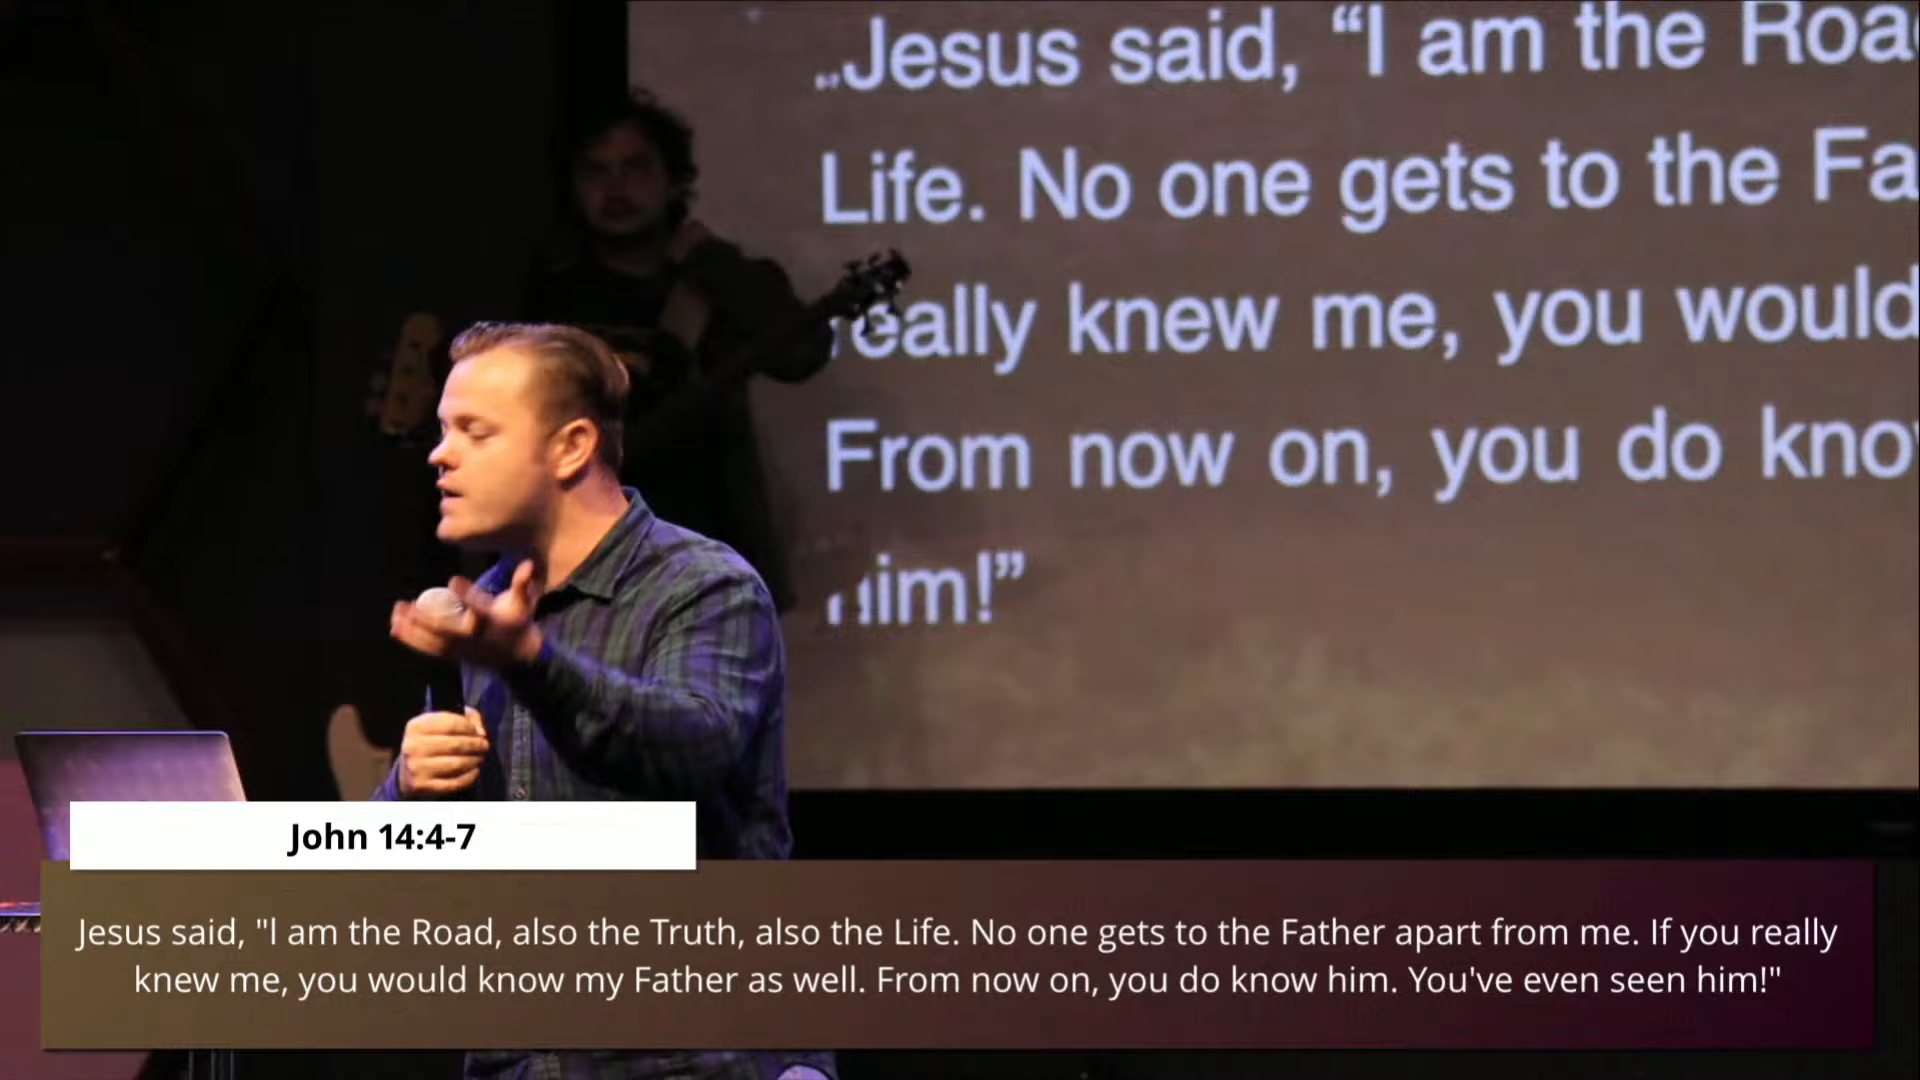 „Jesus said, “I am the Roa
Life. No one gets to the Fa
really knew me, you would
From now on, you do kno
him!”
John 14:4-7
Jesus said, "I am the Road, also the Truth, also the Life. No one gets to the Father apart from me. If you really
knew me, you would know my Father as well. From now on, you do know him. You've even seen him!"